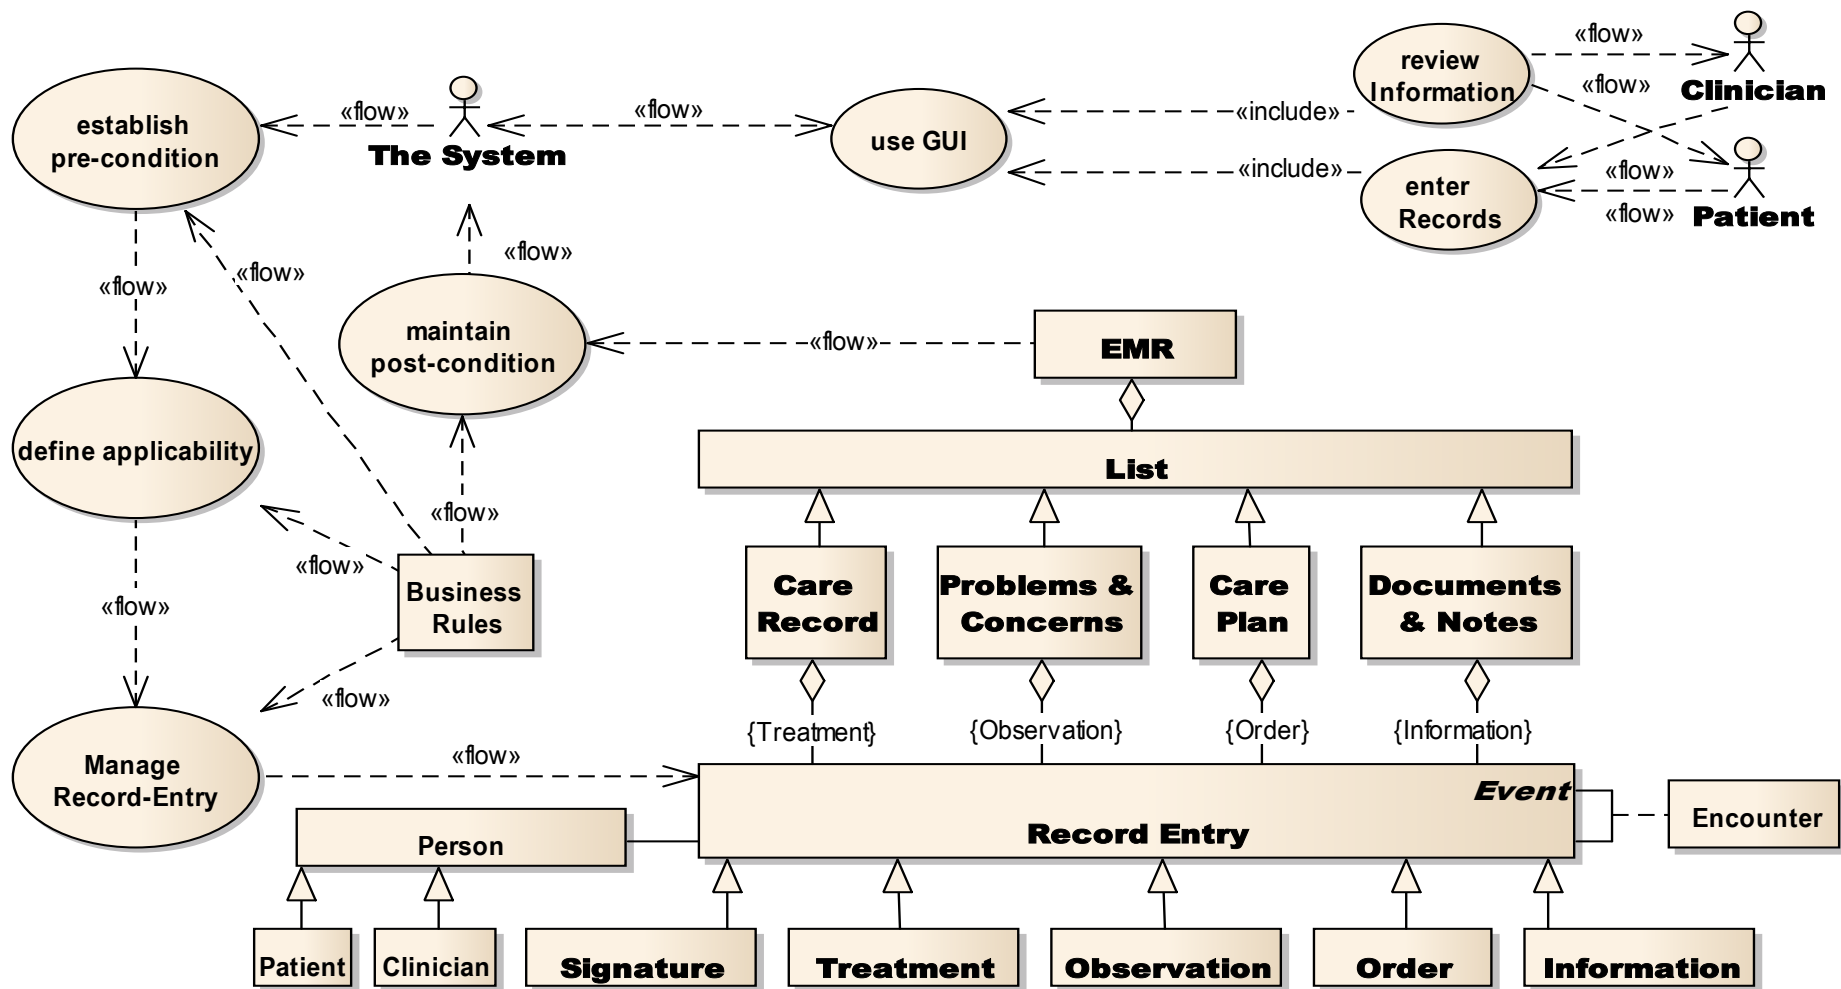 «flow»
Clinician
review
Information
«flow»
establish
pre-condition
«flow»
The System
«flow»
use GUI
«include»
«include»
enter
Records
«flow»
«flow»
Patient
«flow»
«flow»
«flow»
maintain
post-condition
«flow»
EMR
define applicability
List
«flow»
«flow»
Business
Rules
Care
Record
Problems &
Concerns
Care
Plan
Documents
& Notes
«flow»
«flow»
{Treatment}
{Observation}
{Order}
{Information}
Manage
Record-Entry
«flow»
Event
Record Entry
Encounter
Person
Patient
Clinician
Signature
Treatment
Observation
Order
Information